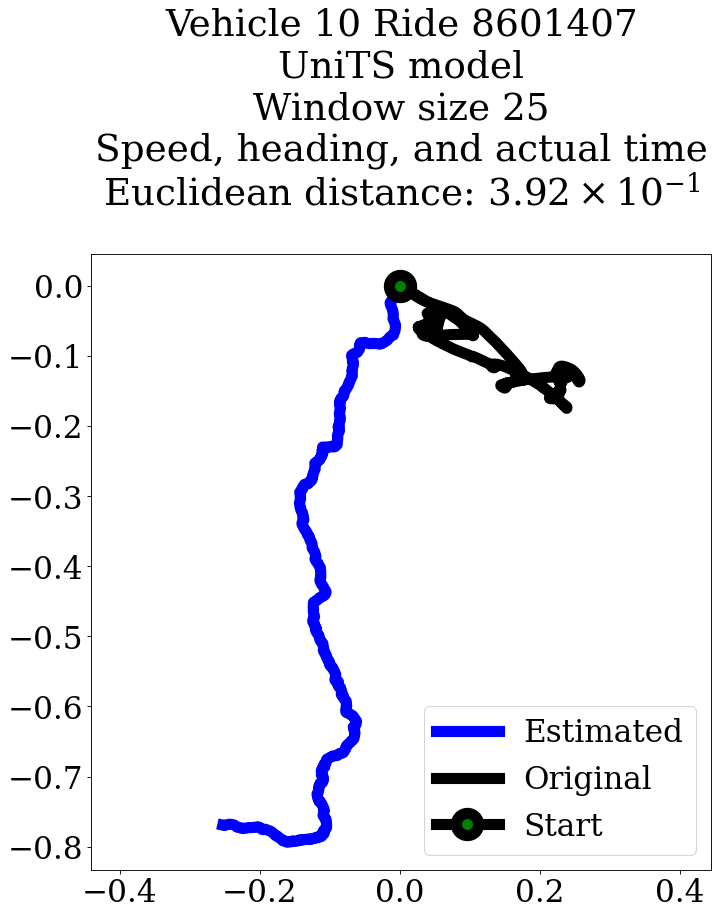 Vehicle 10 Ride 8601407
UniTS model
Window size 25
Speed, heading, and actual time
Euclidean distance: 3.92 × 10⁻¹
0.0
−0.1
−0.2
−0.3
−0.4
−0.5
−0.6
−0.7
−0.8
Estimated
Original
Start
−0.4 −0.2 0.0 0.2 0.4